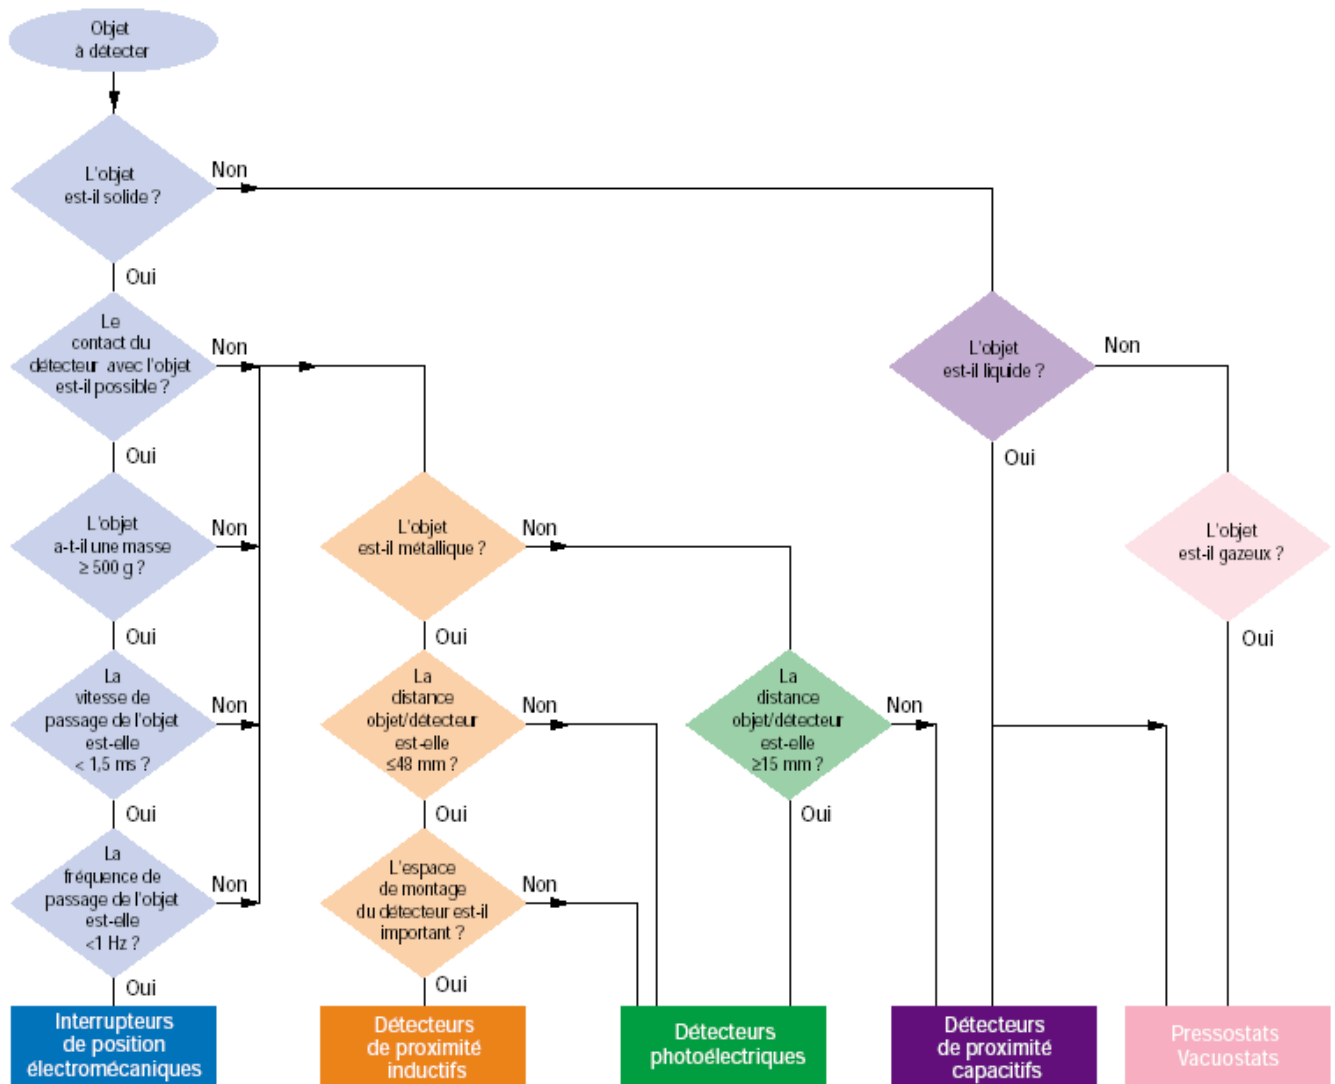 Objet
à détecter
L'objet
est-il solide ?
Non
Oui
Le
contact du
détecteur avec l'objet
est-il possible ?
Non
Oui
L'objet
est-il liquide ?
Non
Oui
L'objet
a-t-il une masse
≥ 500 g ?
Non
Oui
L'objet
est-il métallique ?
Non
Oui
L'objet
est-il gazeux ?
Oui
La
vitesse de
passage de l'objet
est-elle
< 1,5 ms ?
Non
Oui
La
distance
objet/détecteur
est-elle
≤48 mm ?
Non
Oui
La
distance
objet/détecteur
est-elle
≥15 mm ?
Non
Oui
La
fréquence de
passage de l'objet
est-elle
<1 Hz ?
Non
Oui
L'espace
de montage
du détecteur est-il
important ?
Non
Oui
Interrupteurs
de position
électromécaniques
Détecteurs
de proximité
inductifs
Détecteurs
photoélectriques
Détecteurs
de proximité
capacitifs
Pressostats
Vacuostats